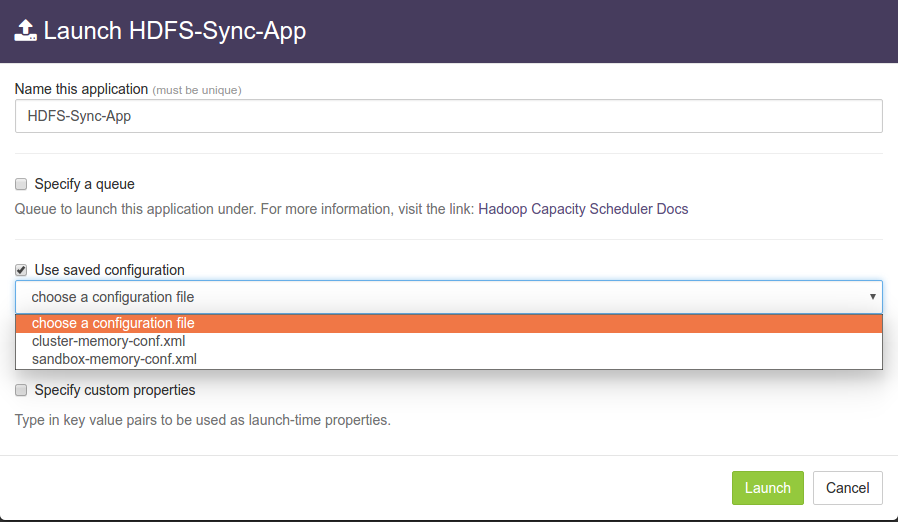 Launch HDFS-Sync-App
Name this application (must be unique)
HDFS-Sync-App
Specify a queue
Queue to launch this application under. For more information, visit the link: Hadoop Capacity Scheduler Docs
Use saved configuration
choose a configuration file
choose a configuration file
cluster-memory-conf.xml
sandbox-memory-conf.xml
Specify custom properties
Type in key value pairs to be used as launch-time properties.
Launch Cancel